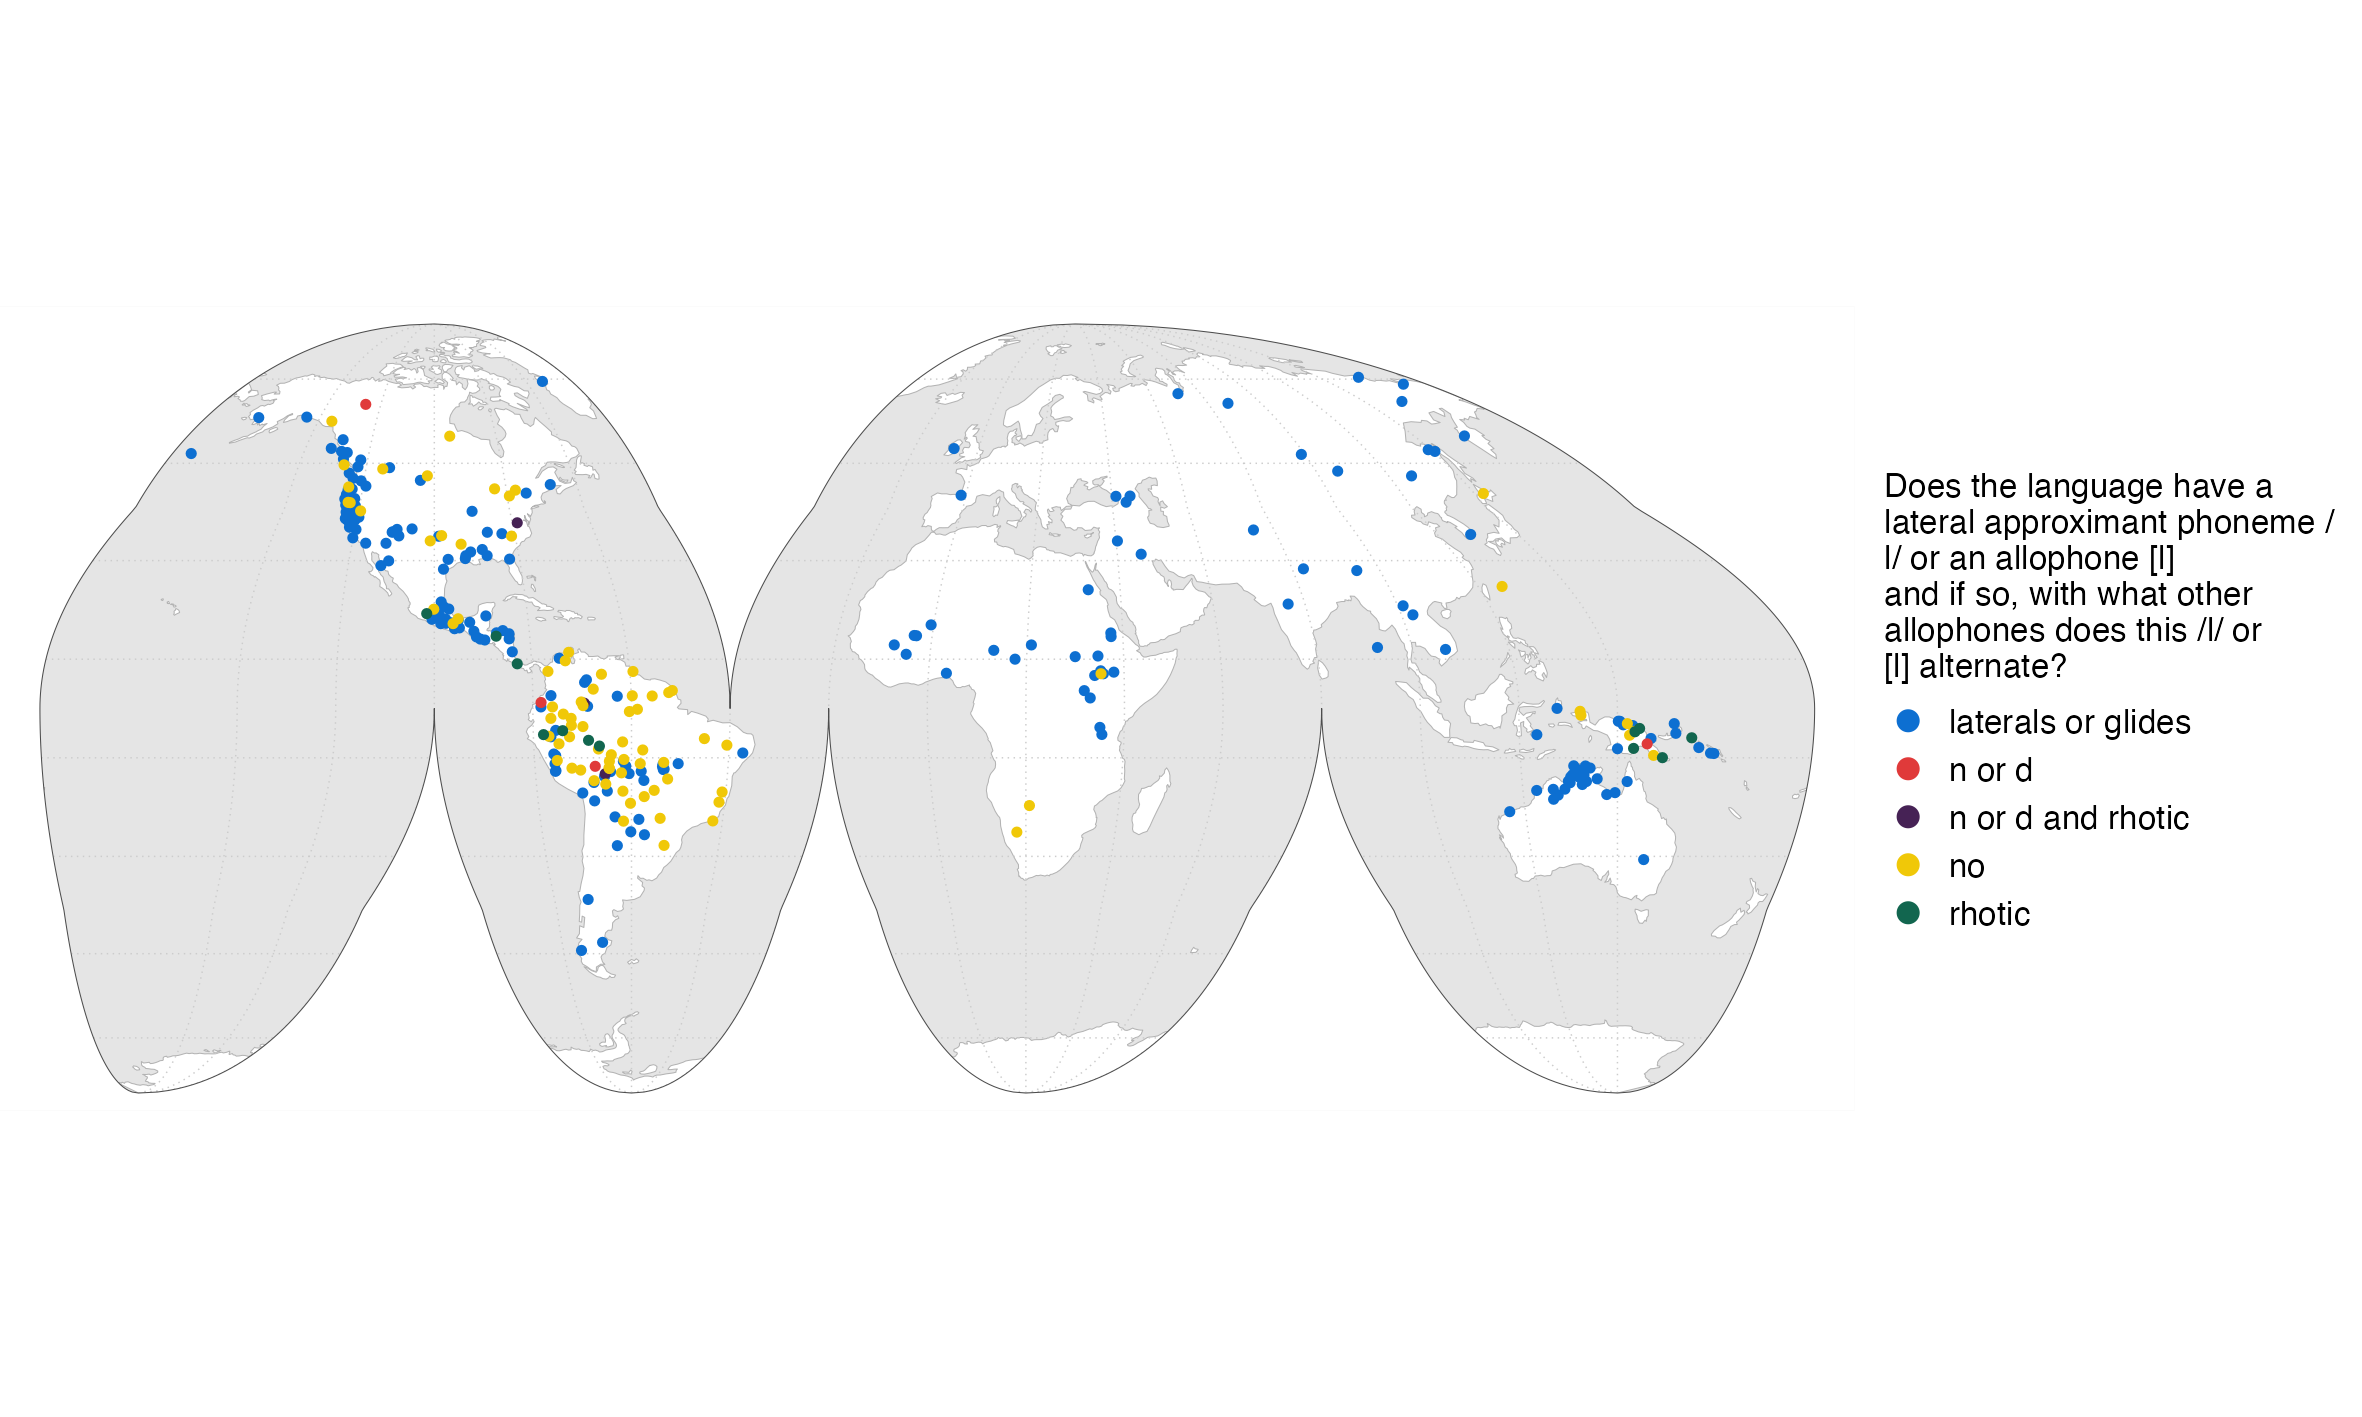 Does the language have a
lateral approximant phoneme /
l/ or an allophone [l]
and if so, with what other
allophones does this /l/ or
[l] alternate?
laterals or glides
n or d
n or d and rhotic
no
rhotic